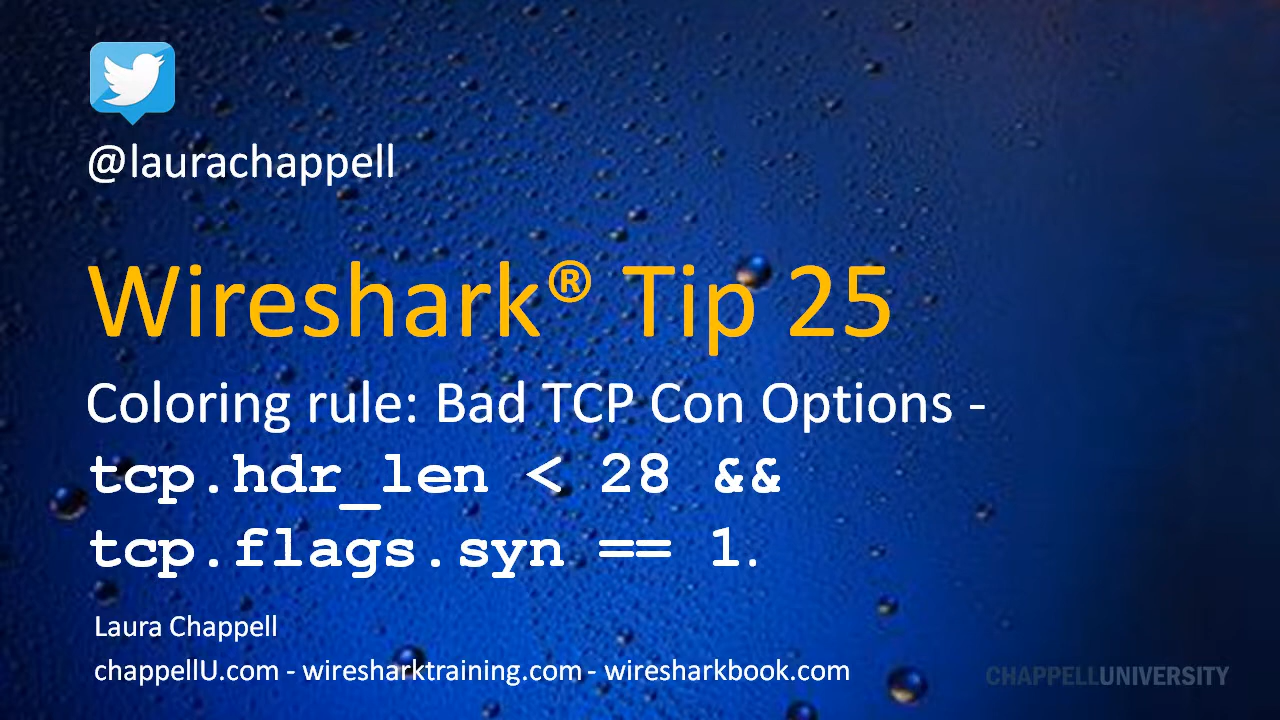 @laurachappell
Wireshark® Tip 25
Coloring rule: Bad TCP Con Options -
tcp.hdr_len < 28 &&
tcp.flags.syn == 1.
Laura Chappell
chappellU.com - wiresharktraining.com - wiresharkbook.com
CHAPPELLUNIVERSITY